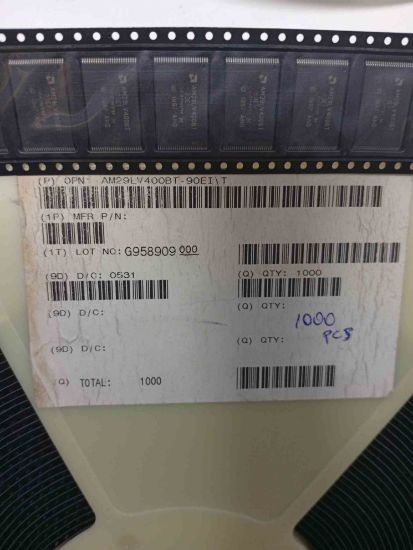 (P) OPN: AM29LV400BT-90EI\T
(1P) MFR P/N:
(1T) LOT NO: G958909 000
(9D) D/C: 0531 (Q) QTY: 1000
(9D) D/C: (Q) QTY:
1000
(9D) D/C: (Q) QTY: PCS
(Q) TOTAL: 1000